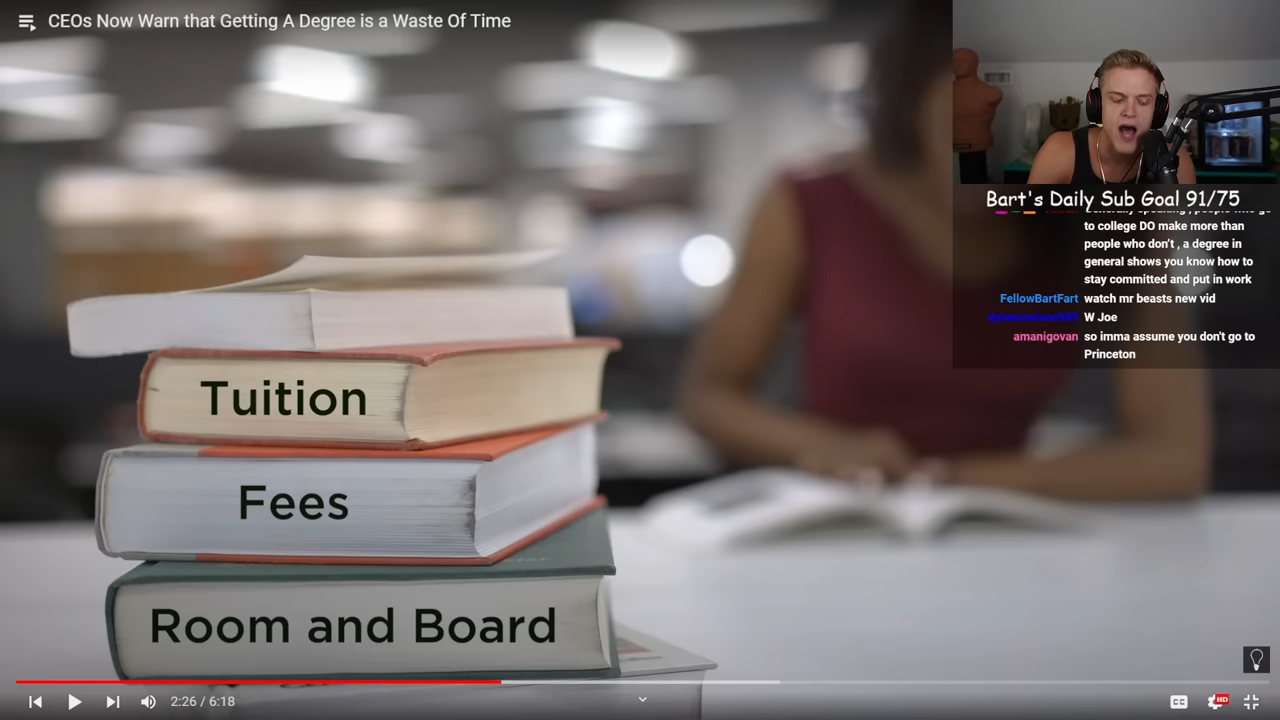 CEOs Now Warn that Getting A Degree is a Waste Of Time
Bart's Daily Sub Goal 91/75
to college DO make more than
people who don't , a degree in
general shows you know how to
stay committed and put in work
FellowBartFart watch mr beasts new vid
W Joe
amanigovan so imma assume you don't go to
Princeton
Tuition
Fees
Room and Board
2:26 / 6:18
CC
HD